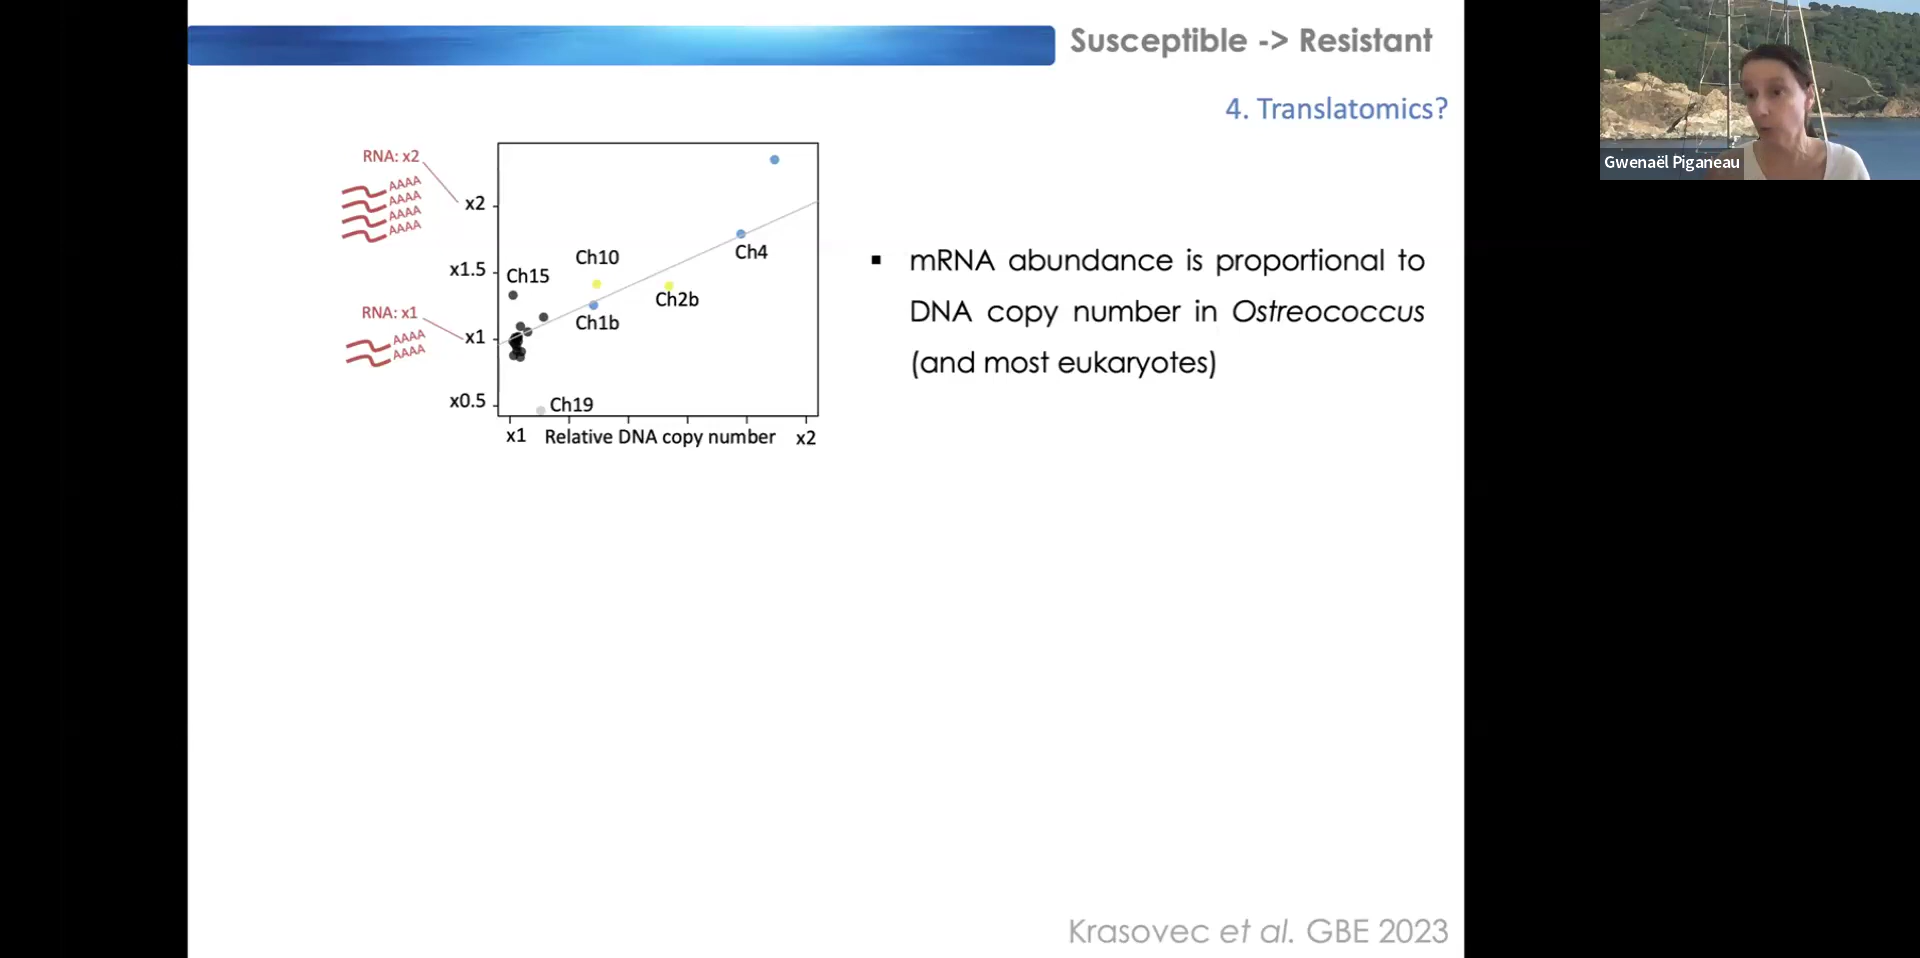 Susceptible -> Resistant
4. Translatomics?
Gwenaël Piganeau
RNA: x2
AAAA
AAAA
AAAA
AAAA
x2
x1.5
RNA: x1
AAAA
AAAA
x1
x0.5
Ch15
Ch10
Ch4
Ch2b
Ch1b
Ch19
x1
Relative DNA copy number
x2
▪ mRNA abundance is proportional to
DNA copy number in Ostreococcus
(and most eukaryotes)
Krasovec et al. GBE 2023